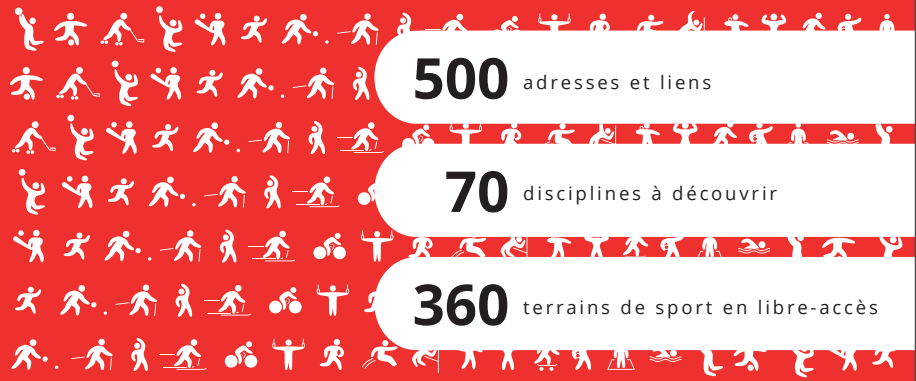 500 adresses et liens
70 disciplines à découvrir
360 terrains de sport en libre-accès